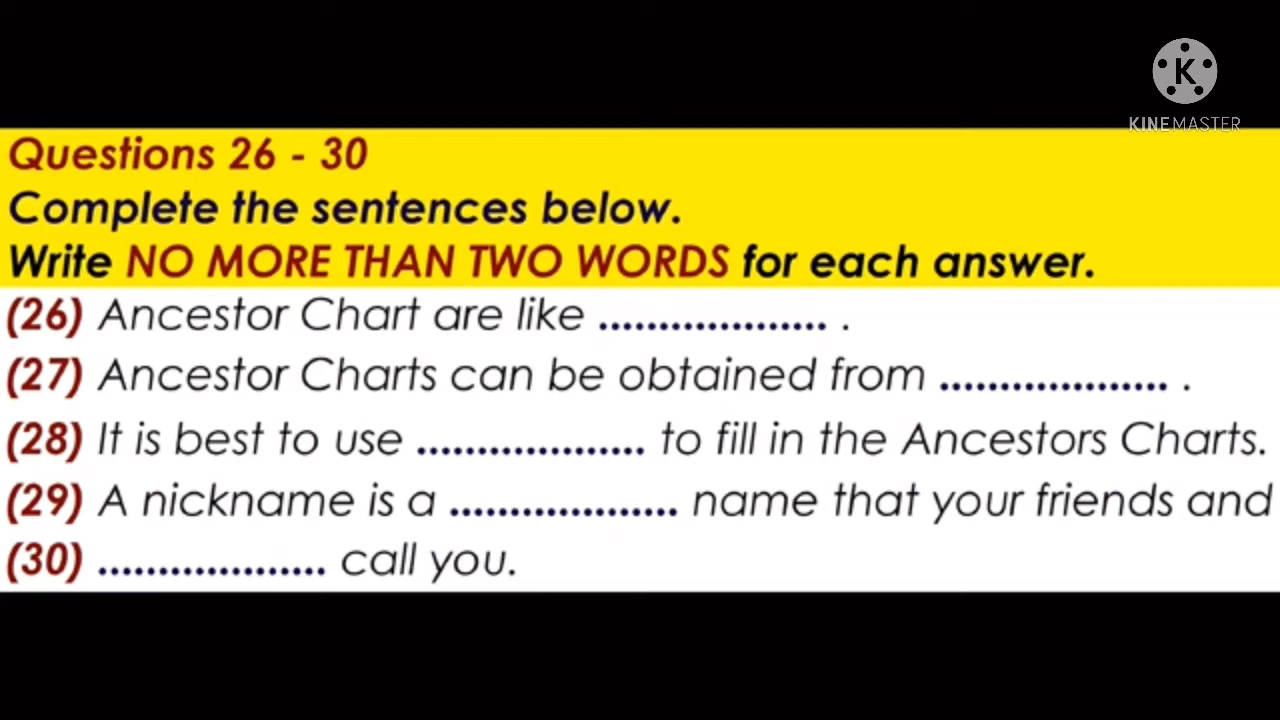 K
KINEMASTER
Questions 26 - 30
Complete the sentences below.
Write NO MORE THAN TWO WORDS for each answer.
(26) Ancestor Chart are like ................... .
(27) Ancestor Charts can be obtained from ................... .
(28) It is best to use ................... to fill in the Ancestors Charts.
(29) A nickname is a ................... name that your friends and
(30) ................... call you.